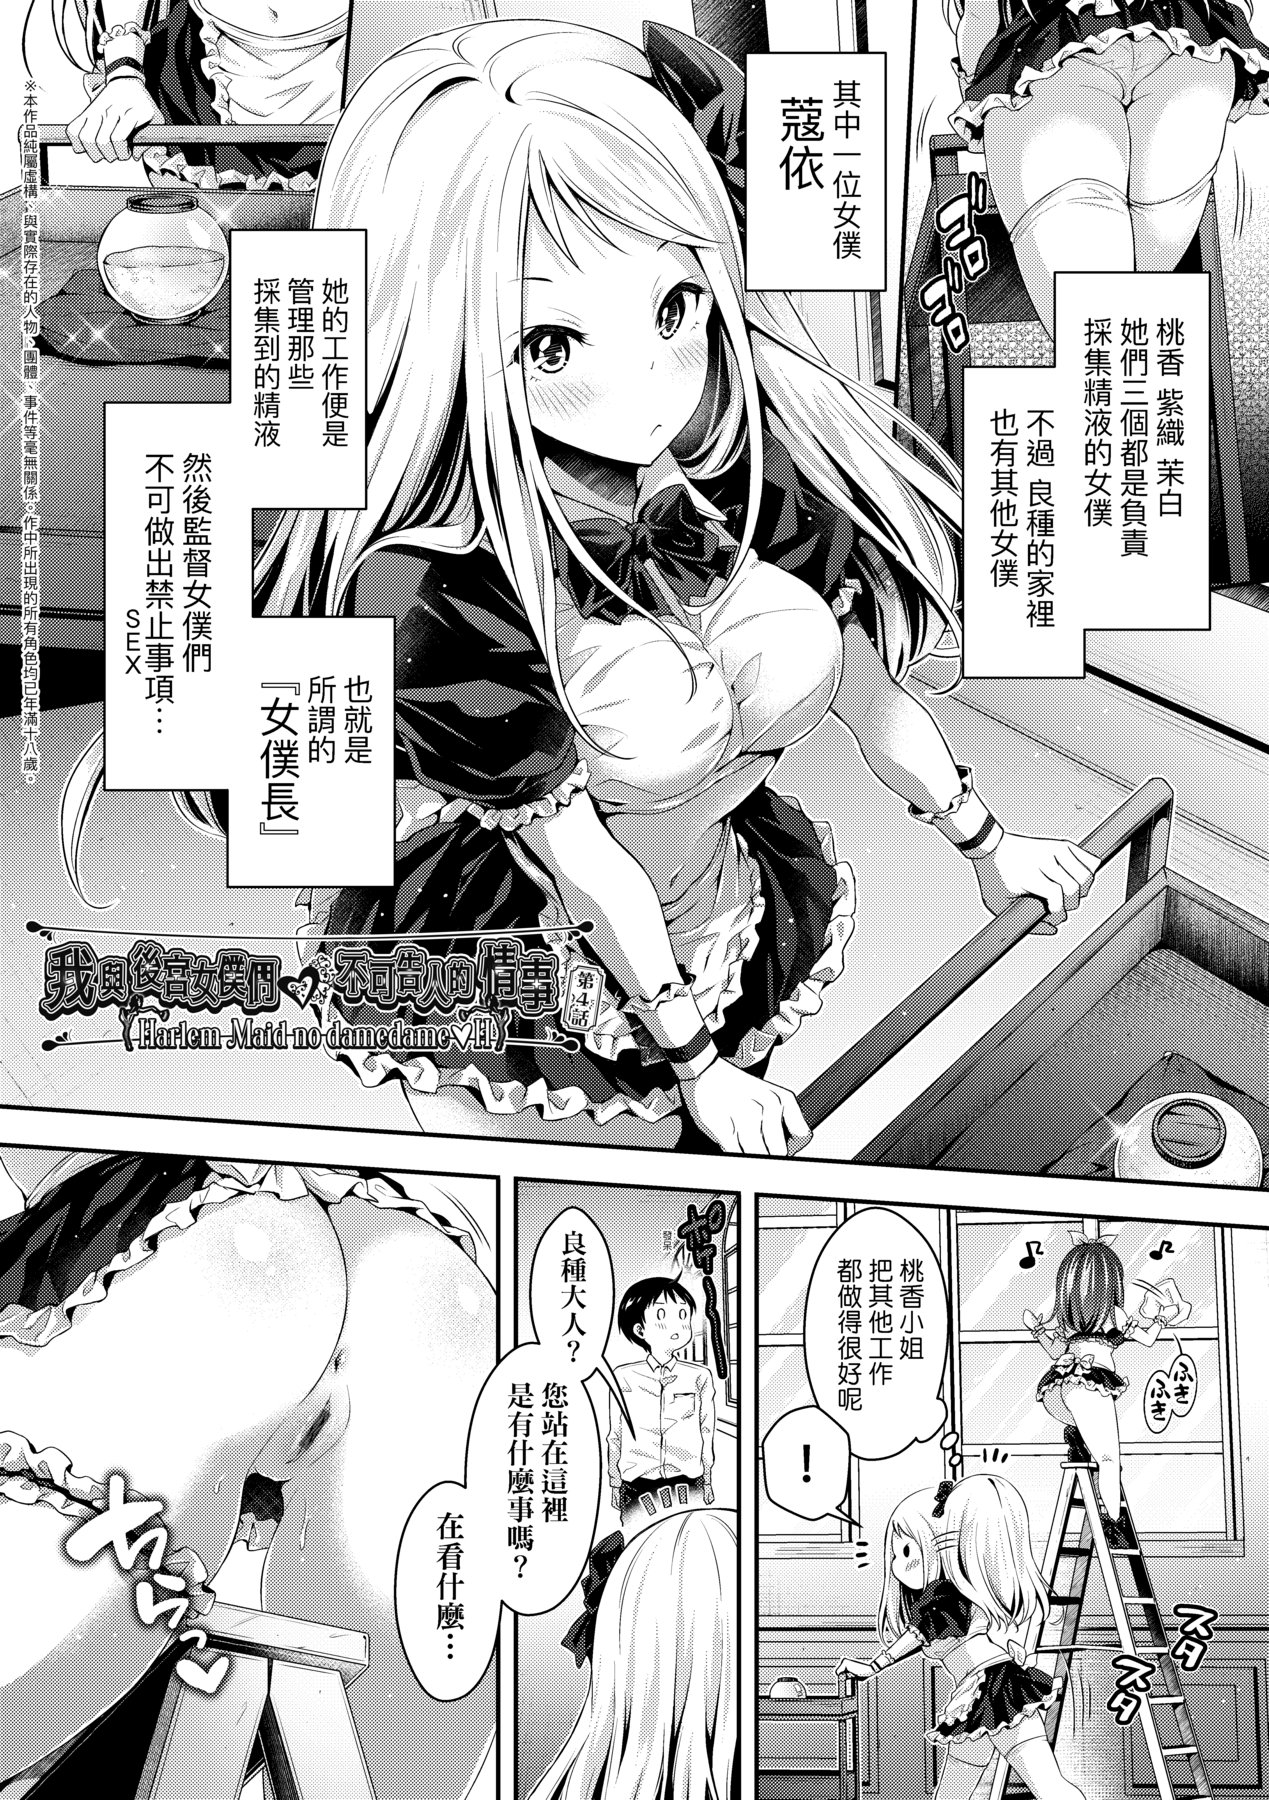 桃香 紫織 茉白
她們三個都是負責
採集精液的女僕
不過 良種的家裡
也有其他女僕
ゴロゴロ
其中一位女僕
蔻依
她的工作便是
管理那些
採集到的精液
然後監督女僕們
不可做出禁止事項…
SEX
也就是
所謂的
『女僕長』
※本作品純屬虛構，與實際存在的人物、團體、事件等毫無關係。作中所出現的所有角色均已年滿十八歲。
我與後宮女僕們♥不可告人的情事
第4話
Harlem Maid no damedame♥H
桃香小姐
把其他工作
都做得很好呢
ふき
ふき
!
スタ
スタ
ポー
發呆
良種大人？
您站在這裡
是有什麼事嗎？
在看什麼…
ちらっ♡